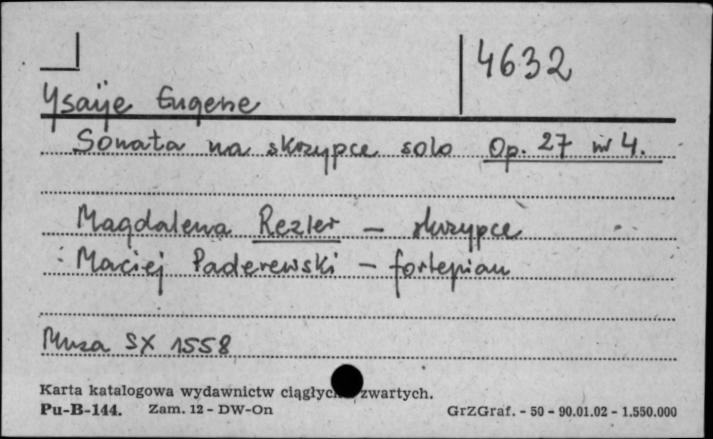 4632
Ysaÿe Eugene
Sonata na skrzypce solo Op. 27 nr 4.
Magdalena Rezler – skrzypce
Maciej Paderewski – fortepian
Muza SX 1558
Karta katalogowa wydawnictw ciągłych zwartych.
Pu-B-144. Zam. 12 - DW-On GrZGraf. - 50 - 90.01.02 - 1.550.000